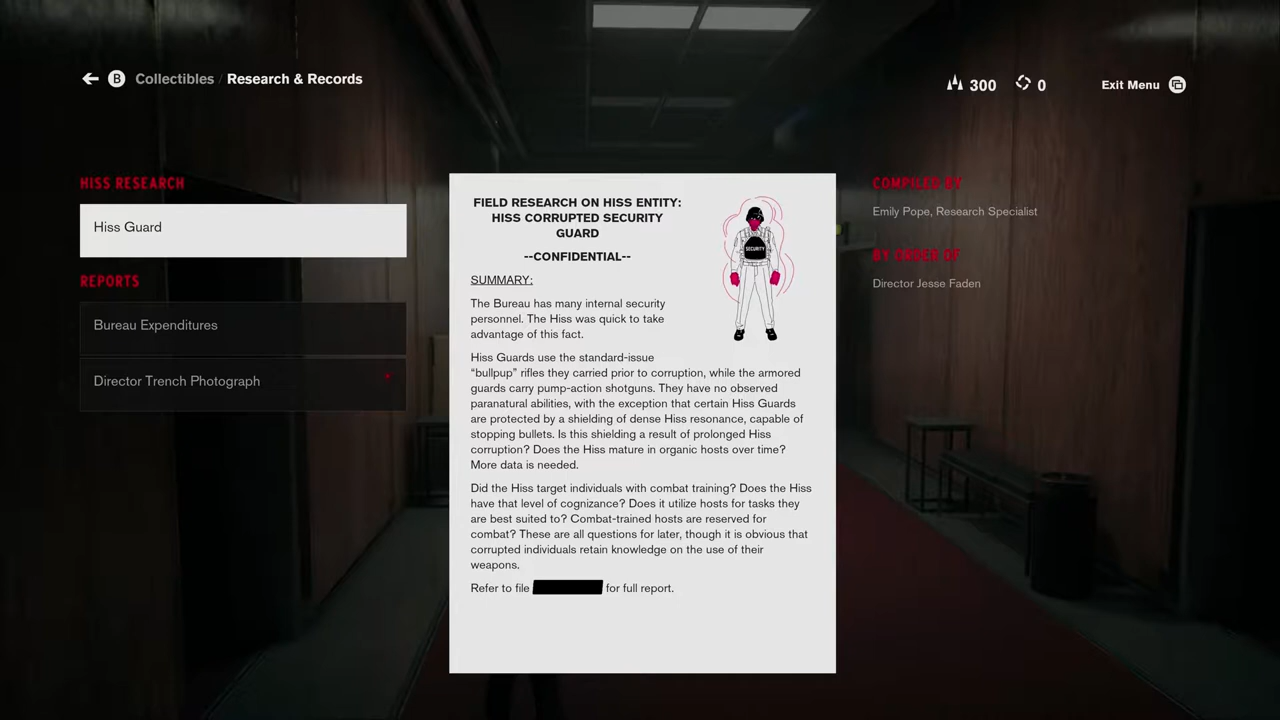 B Collectibles / Research & Records
300 0 Exit Menu
HISS RESEARCH
Hiss Guard
REPORTS
Bureau Expenditures
Director Trench Photograph
FIELD RESEARCH ON HISS ENTITY:
HISS CORRUPTED SECURITY
GUARD
--CONFIDENTIAL--
SUMMARY:
The Bureau has many internal security
personnel. The Hiss was quick to take
advantage of this fact.
Hiss Guards use the standard-issue
“bullpup” rifles they carried prior to corruption, while the armored
guards carry pump-action shotguns. They have no observed
paranatural abilities, with the exception that certain Hiss Guards
are protected by a shielding of dense Hiss resonance, capable of
stopping bullets. Is this shielding a result of prolonged Hiss
corruption? Does the Hiss mature in organic hosts over time?
More data is needed.
Did the Hiss target individuals with combat training? Does the Hiss
have that level of cognizance? Does it utilize hosts for tasks they
are best suited to? Combat-trained hosts are reserved for
combat? These are all questions for later, though it is obvious that
corrupted individuals retain knowledge on the use of their
weapons.
Refer to file for full report.
SECURITY
COMPILED BY
Emily Pope, Research Specialist
BY ORDER OF
Director Jesse Faden